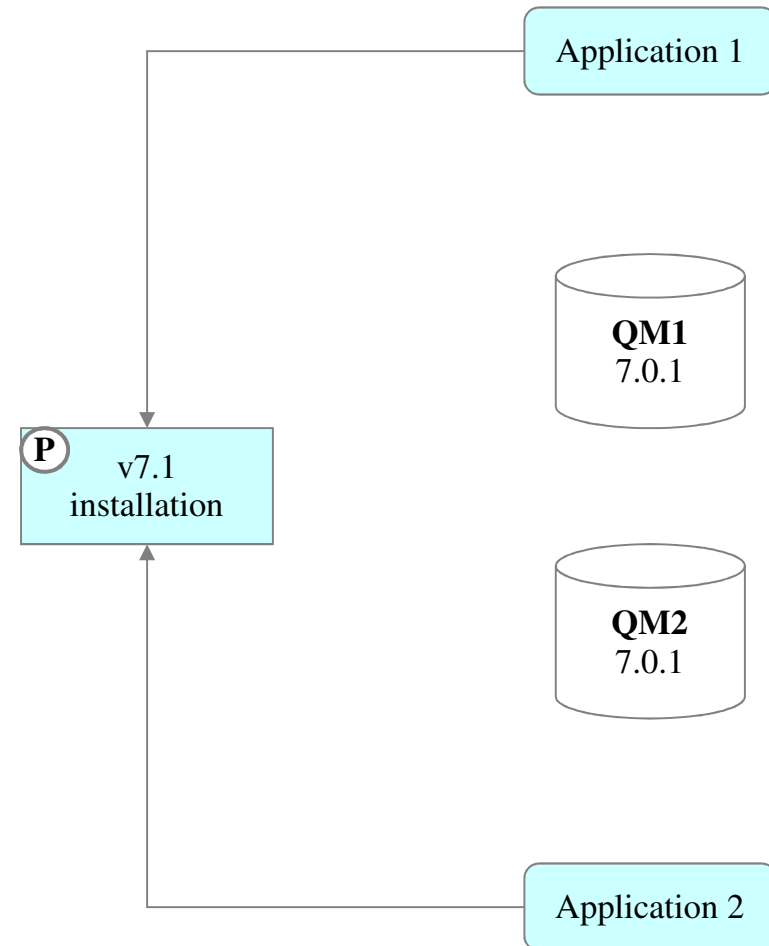 Application 1
QM1
7.0.1
P
v7.1
installation
QM2
7.0.1
Application 2